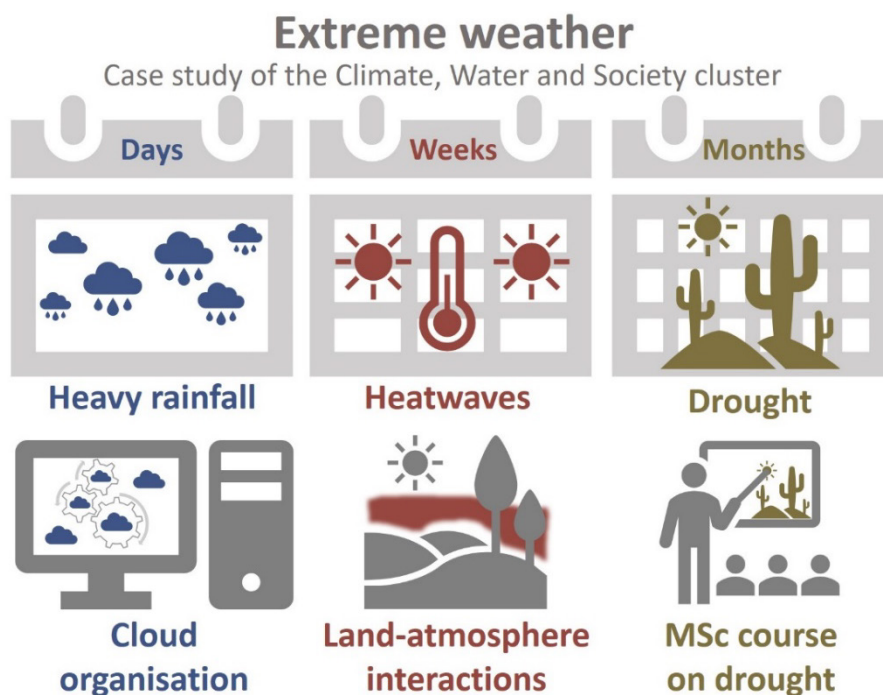 Extreme weather
Case study of the Climate, Water and Society cluster
Days
Weeks
Months
Heavy rainfall
Heatwaves
Drought
Cloud
organisation
Land-atmosphere
interactions
MSc course
on drought